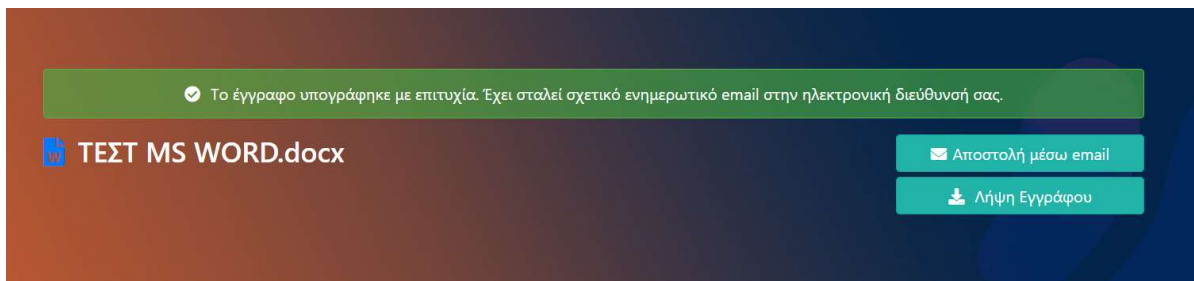 Το έγγραφο υπογράφηκε με επιτυχία. Έχει σταλεί σχετικό ενημερωτικό email στην ηλεκτρονική διεύθυνσή σας.
W ΤΕΣΤ MS WORD.docx
Αποστολή μέσω email
Λήψη Εγγράφου